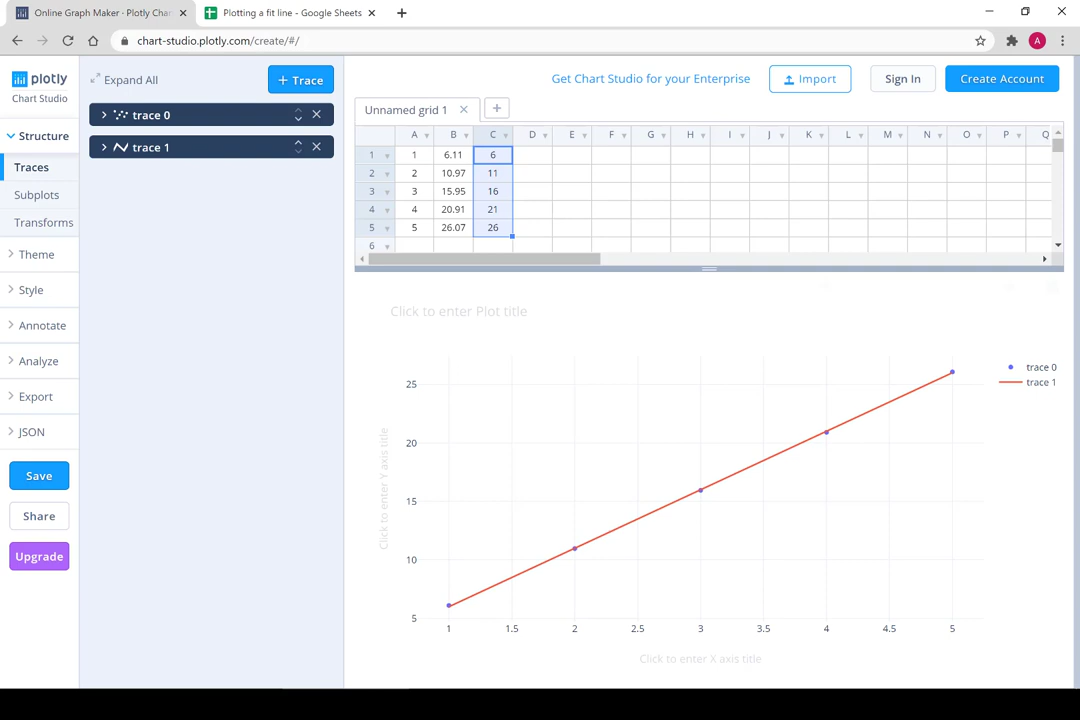 Online Graph Maker · Plotly Cha
Plotting a fit line - Google Sheets
chart-studio.plotly.com/create/#/
A
plotly
Chart Studio
Expand All
+ Trace
Get Chart Studio for your Enterprise
Import
Sign In
Create Account
trace 0
trace 1
Structure
Traces
Subplots
Transforms
Theme
Style
Annotate
Analyze
Export
JSON
Save
Share
Upgrade
Unnamed grid 1
A B C D E F G H I J K L M N O P Q
1 1 6.11 6
2 2 10.97 11
3 3 15.95 16
4 4 20.91 21
5 5 26.07 26
6
Click to enter Plot title
trace 0
trace 1
25
20
15
10
5
Click to enter Y axis title
1 1.5 2 2.5 3 3.5 4 4.5 5
Click to enter X axis title